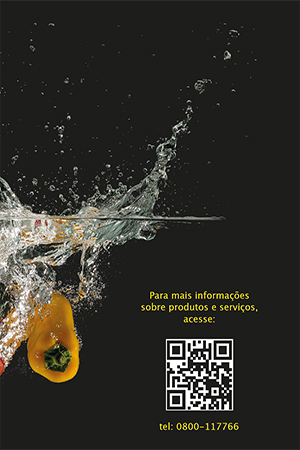 Para mais informações
sobre produtos e serviços,
acesse:
tel: 0800-117766